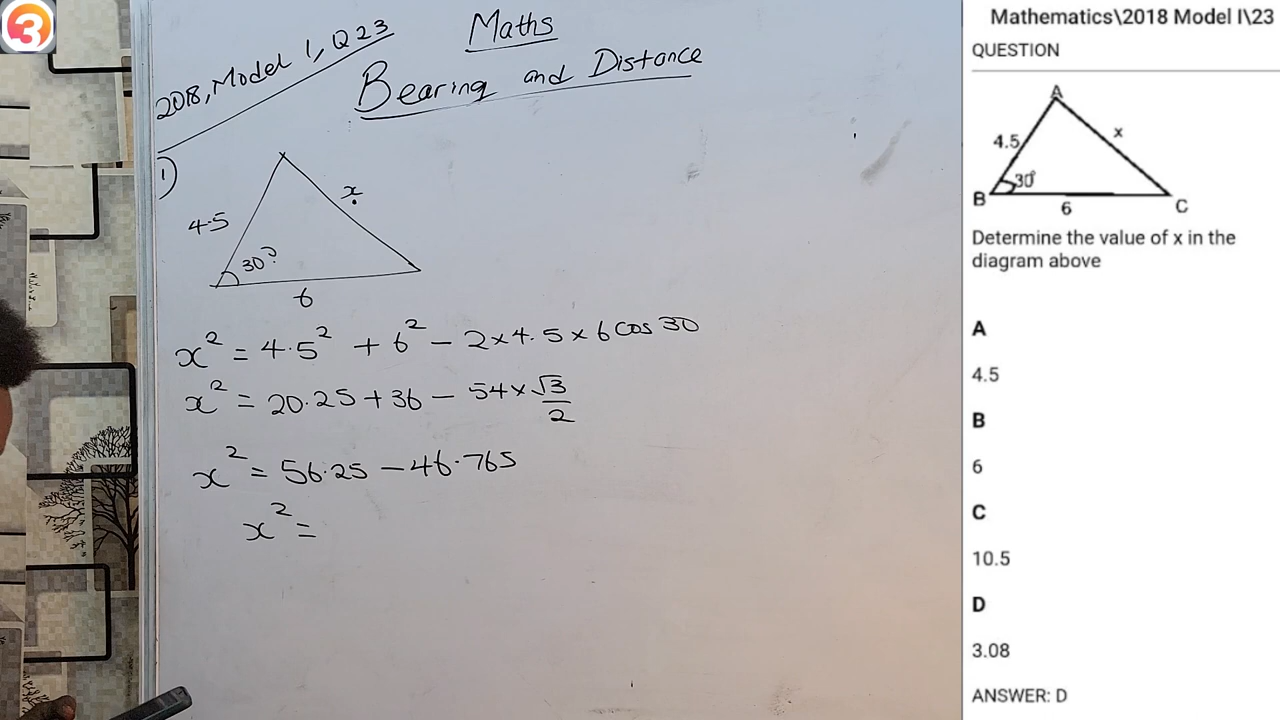 3
2018, Model 1, Q23
Maths
Bearing and Distance
1)
4.5
x
30°
6
x² = 4.5² + 6² - 2×4.5×6 cos 30
x² = 20.25 + 36 - 54 × √3/2
x² = 56.25 - 46.765
x² =
Mathematics\2018 Model I\23
QUESTION
A
4.5
x
30°
B
6
C
Determine the value of x in the
diagram above
A
4.5
B
6
C
10.5
D
3.08
ANSWER: D